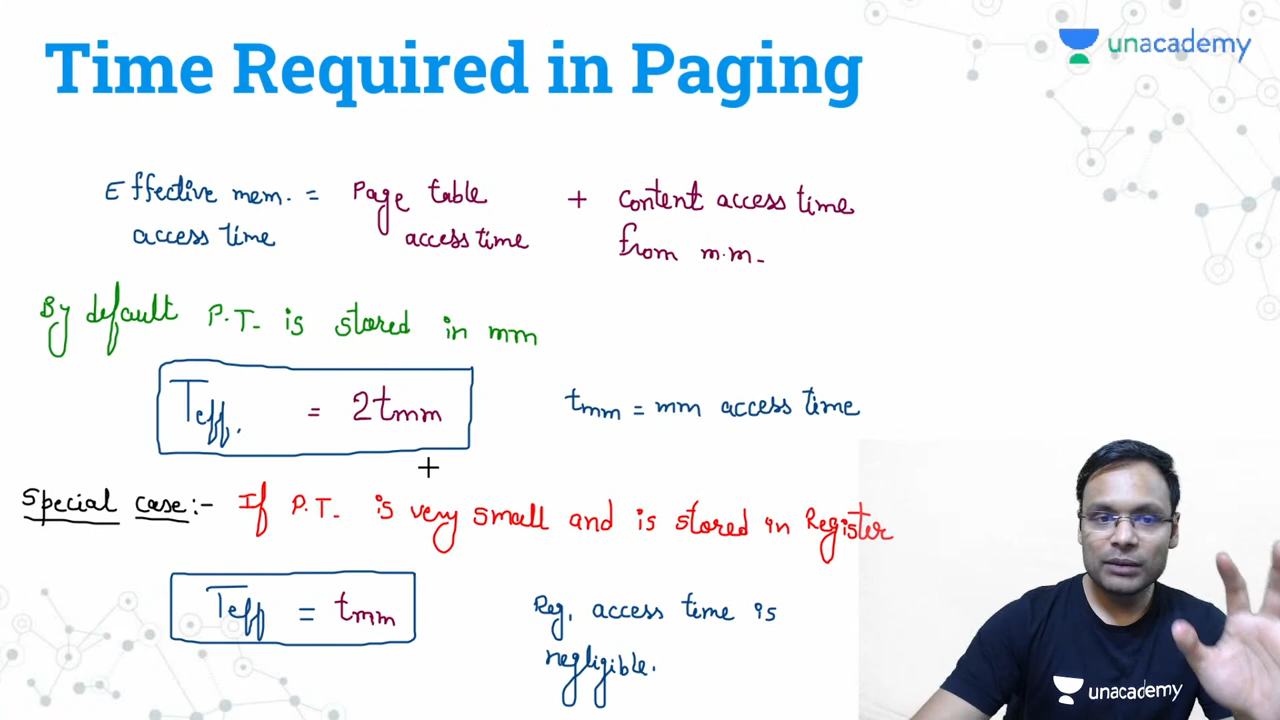 Time Required in Paging
unacademy
Effective mem. = Page table + Content access time
access time access time from m.m.
By default P.T. is stored in mm
Teff. = 2tmm tmm = mm access time
Special case:- If P.T. is very small and is stored in Register
Teff = tmm Reg. access time is
negligible.
unacademy